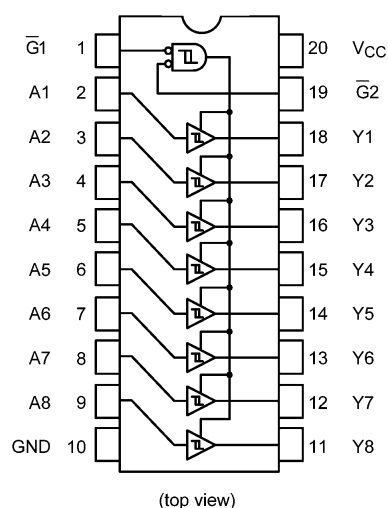 G̅1 1 20 VCC
A1 2 19 G̅2
A2 3 18 Y1
A3 4 17 Y2
A4 5 16 Y3
A5 6 15 Y4
A6 7 14 Y5
A7 8 13 Y6
A8 9 12 Y7
GND 10 11 Y8
(top view)